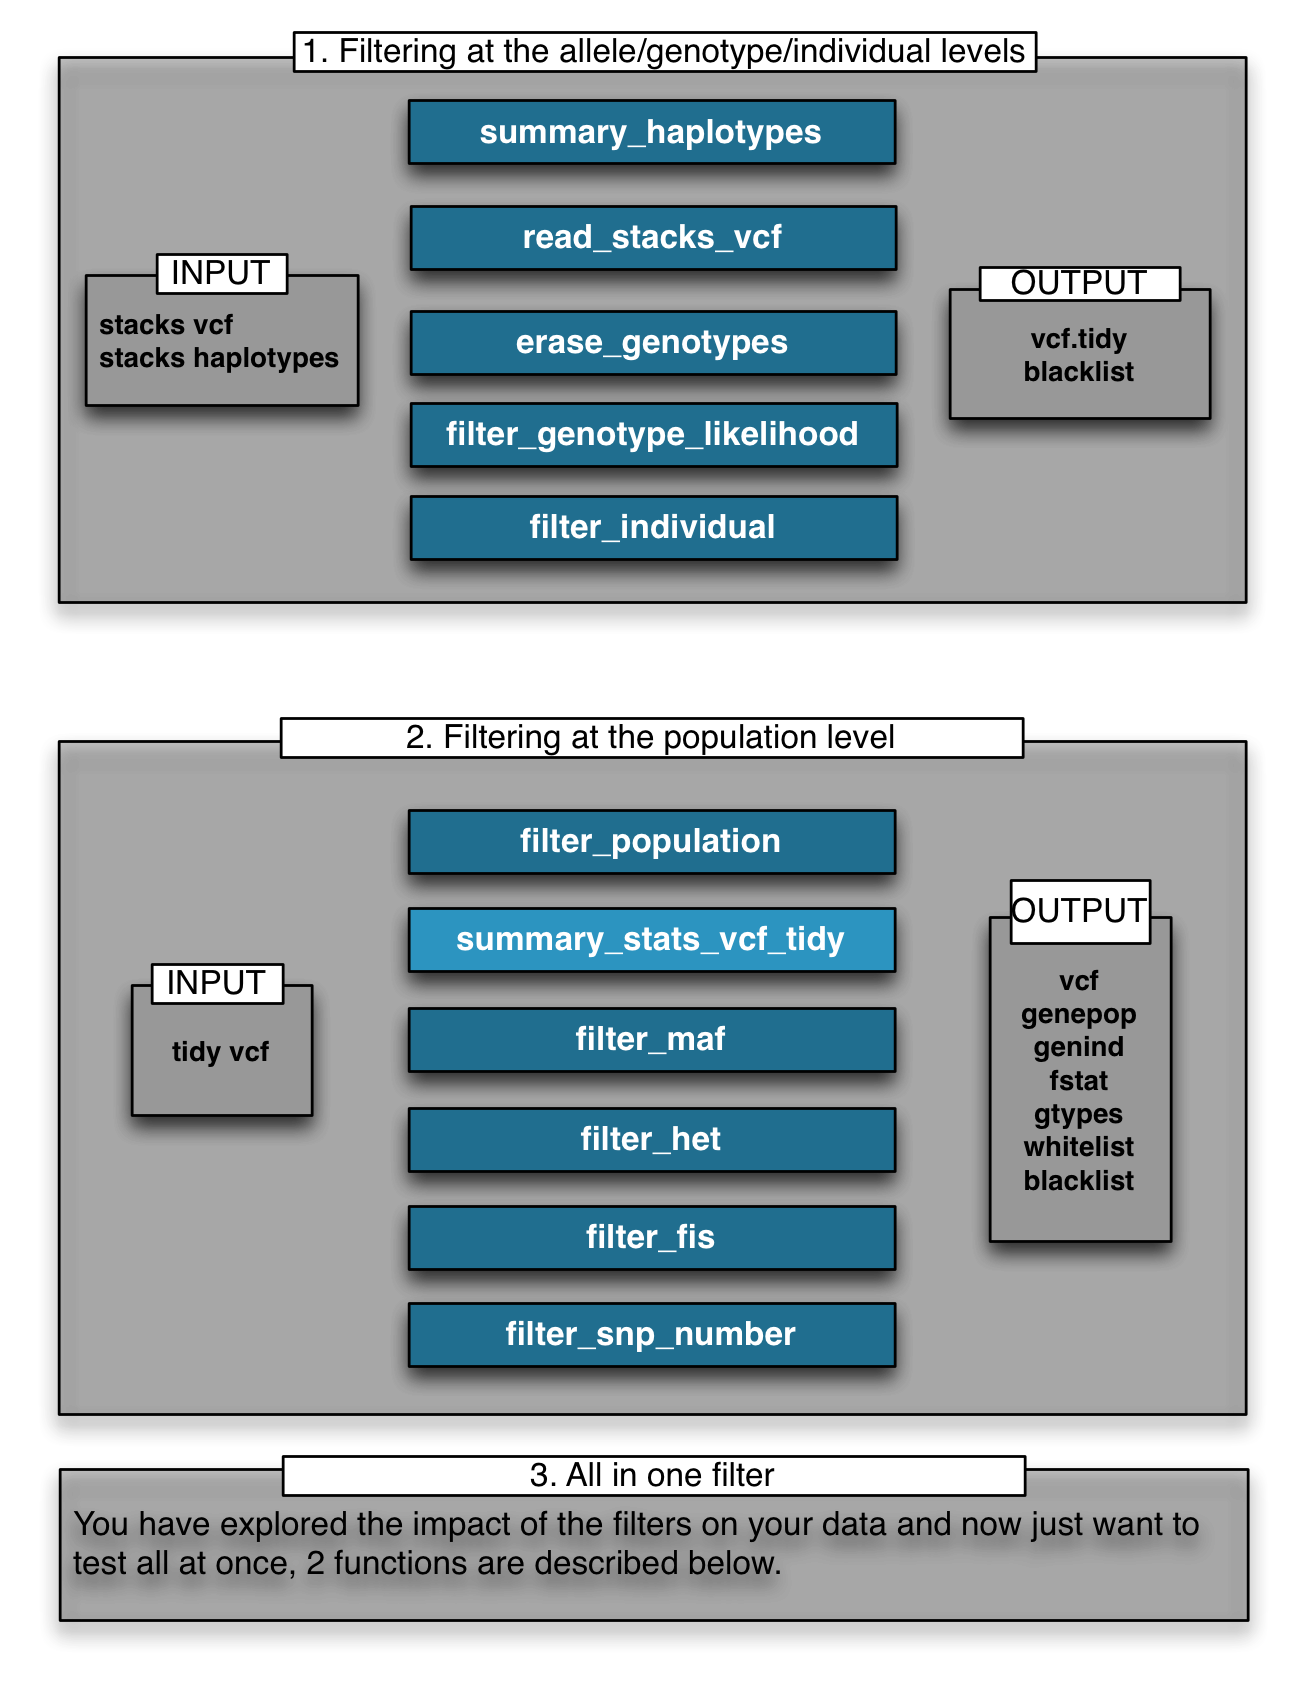 1. Filtering at the allele/genotype/individual levels
summary_haplotypes
read_stacks_vcf
erase_genotypes
filter_genotype_likelihood
filter_individual
INPUT
stacks vcf
stacks haplotypes
OUTPUT
vcf.tidy
blacklist
2. Filtering at the population level
filter_population
summary_stats_vcf_tidy
filter_maf
filter_het
filter_fis
filter_snp_number
INPUT
tidy vcf
OUTPUT
vcf
genepop
genind
fstat
gtypes
whitelist
blacklist
3. All in one filter
You have explored the impact of the filters on your data and now just want to
test all at once, 2 functions are described below.